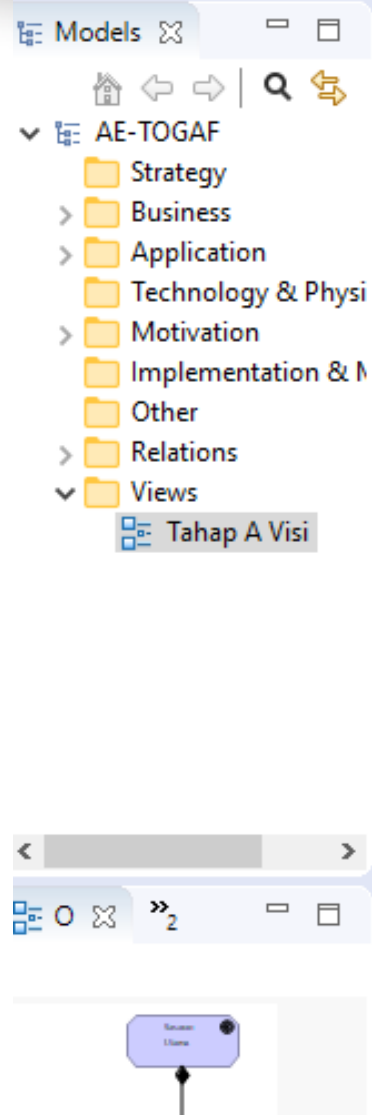 Models
AE-TOGAF
Strategy
Business
Application
Technology & Physi
Motivation
Implementation & M
Other
Relations
Views
Tahap A Visi
O
»2